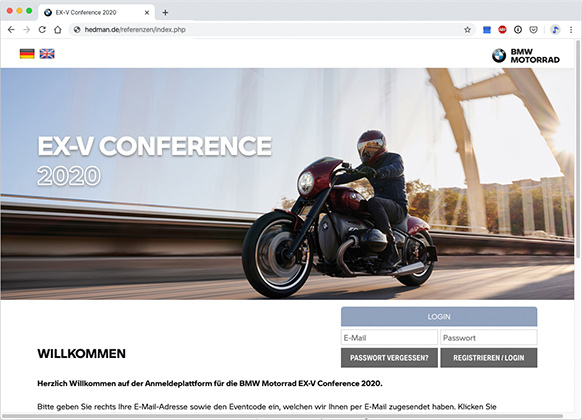 EX-V Conference 2020
hedman.de/referenzen/index.php
BMW
MOTORRAD
EX-V CONFERENCE
2020
LOGIN
E-Mail Passwort
PASSWORT VERGESSEN? REGISTRIEREN / LOGIN
WILLKOMMEN
Herzlich Willkommen auf der Anmeldeplattform für die BMW Motorrad EX-V Conference 2020.
Bitte geben Sie rechts Ihre E-Mail-Adresse sowie den Eventcode ein, welchen wir Ihnen per E-Mail zugesendet haben. Klicken Sie